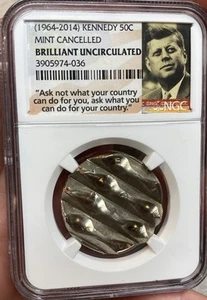 (1964-2014) KENNEDY 50C
MINT CANCELLED
BRILLIANT UNCIRCULATED
3905974-036
"Ask not what your country
can do for you, ask what you
can do for your country."
NGC